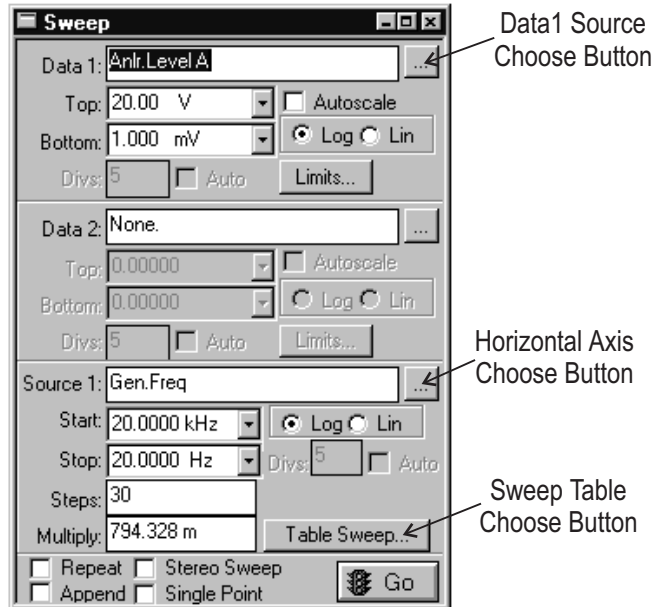 Sweep
Data1 Source
Choose Button
Data 1: Anlr.Level A ...
Top: 20.00 V Autoscale
Bottom: 1.000 mV Log Lin
Divs: 5 Auto Limits...
Data 2: None. ...
Top: 0.00000 Autoscale
Bottom: 0.00000 Log Lin
Divs: 5 Auto Limits...
Horizontal Axis
Choose Button
Source 1: Gen.Freq ...
Start: 20.0000 kHz Log Lin
Stop: 20.0000 Hz Divs: 5 Auto
Steps: 30
Sweep Table
Choose Button
Multiply: 794.328 m Table Sweep...
Repeat Stereo Sweep
Append Single Point
Go